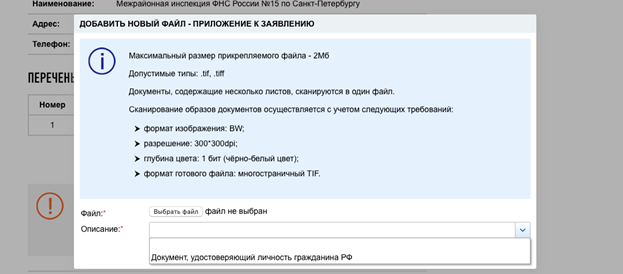 Наименование: Межрайонная инспекция ФНС России №15 по Санкт-Петербургу
ДОБАВИТЬ НОВЫЙ ФАЙЛ - ПРИЛОЖЕНИЕ К ЗАЯВЛЕНИЮ
Адрес:
Телефон:
ПЕРЕЧЕНЬ
Номер
1
Максимальный размер прикрепляемого файла - 2Мб
Допустимые типы: .tif, .tiff
Документы, содержащие несколько листов, сканируются в один файл.
Сканирование образов документов осуществляется с учетом следующих требований:
➤ формат изображения: BW;
➤ разрешение: 300*300dpi;
➤ глубина цвета: 1 бит (чёрно-белый цвет);
➤ формат готового файла: многостраничный TIF.
Файл:* Выбрать файл файл не выбран
Описание:*
Документ, удостоверяющий личность гражданина РФ